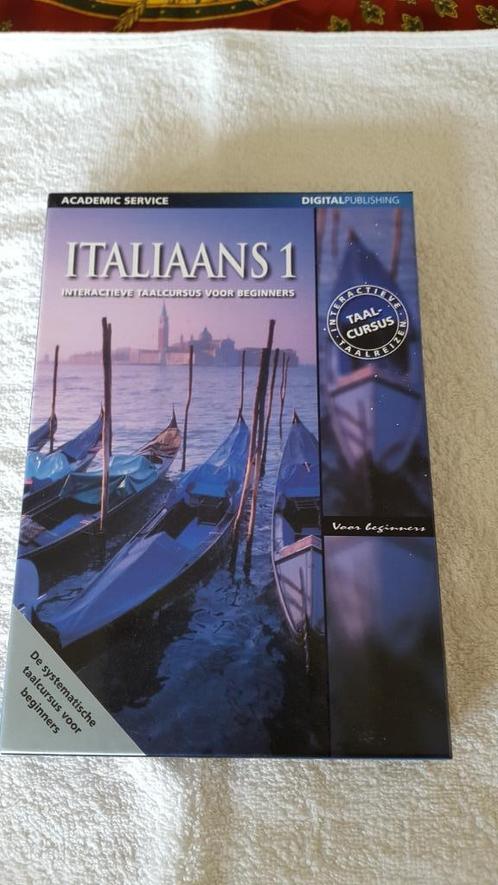 ACADEMIC SERVICE
DIGITALPUBLISHING
ITALIAANS 1
INTERACTIEVE TAALCURSUS VOOR BEGINNERS
INTERACTIEVE
TAAL-
CURSUS
TAALREIZEN
Voor beginners
De systematische
taalcursus voor
beginners